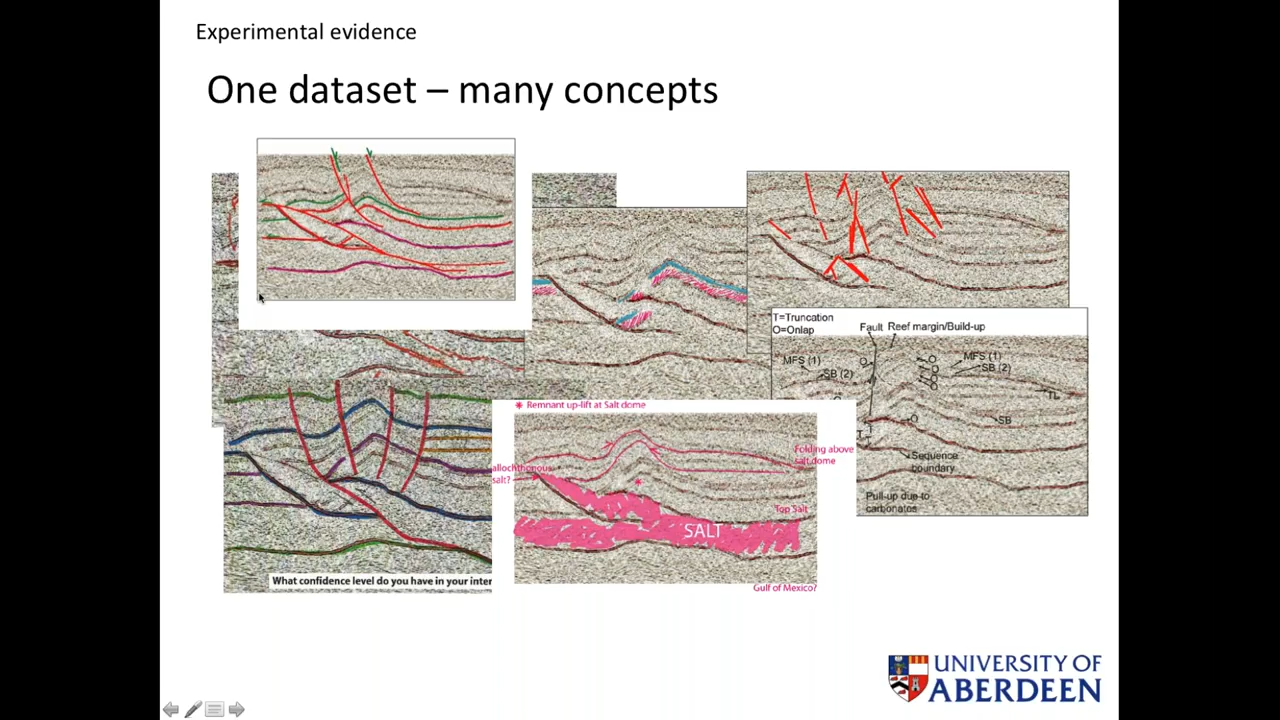 Experimental evidence
One dataset – many concepts
T=Truncation
O=Onlap
Fault
Reef margin/Build-up
MFS (1)
SB (2)
O
O
O
O
O
MFS (1)
SB (2)
TL
O
SB
T
T
Sequence
boundary
Pull-up due to
carbonates
* Remnant up-lift at Salt dome
allochthonous
salt?
Folding above
salt dome
*
Top Salt
SALT
Gulf of Mexico?
What confidence level do you have in your inter
UNIVERSITY OF
ABERDEEN